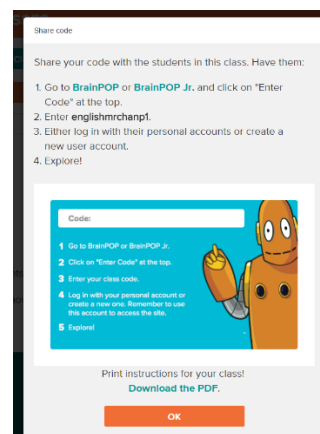 Share code
Share your code with the students in this class. Have them:
1. Go to BrainPOP or BrainPOP Jr. and click on "Enter
Code" at the top.
2. Enter englishmrchanp1.
3. Either log in with their personal accounts or create a
new user account.
4. Explore!
Code:
1 Go to BrainPOP or BrainPOP Jr.
2 Click on "Enter Code" at the top.
3 Enter your class code.
4 Log in with your personal account or
create a new one. Remember to use
this account to access the site.
5 Explore!
Print instructions for your class!
Download the PDF.
OK